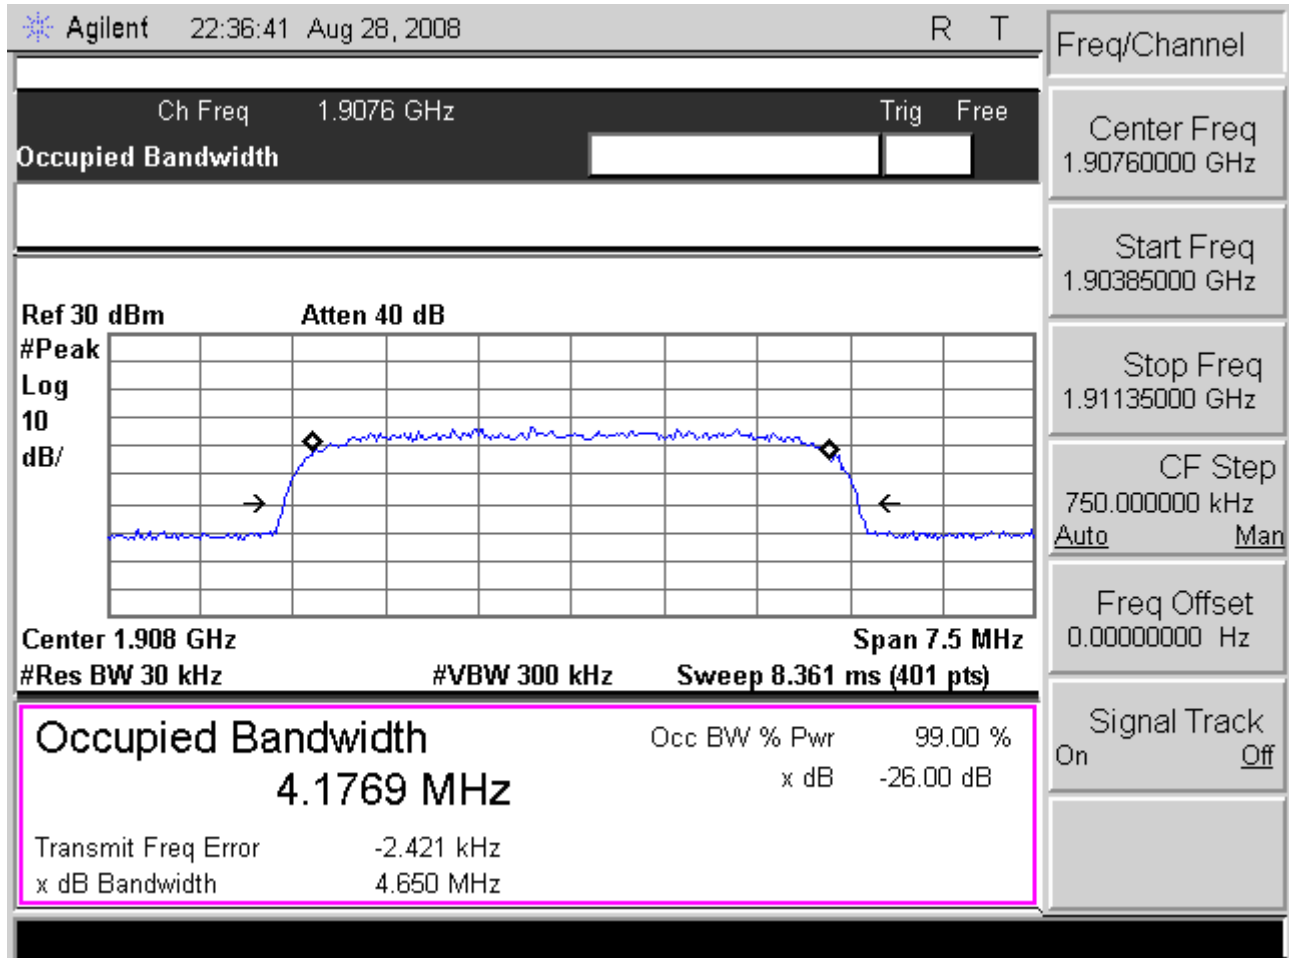 Agilent 22:36:41 Aug 28, 2008 R T
Ch Freq 1.9076 GHz Trig Free
Occupied Bandwidth
Ref 30 dBm Atten 40 dB
#Peak
Log
10
dB/
Center 1.908 GHz Span 7.5 MHz
#Res BW 30 kHz #VBW 300 kHz Sweep 8.361 ms (401 pts)
Occupied Bandwidth
4.1769 MHz
Occ BW % Pwr 99.00 %
x dB -26.00 dB
Transmit Freq Error -2.421 kHz
x dB Bandwidth 4.650 MHz
Freq/Channel
Center Freq
1.90760000 GHz
Start Freq
1.90385000 GHz
Stop Freq
1.91135000 GHz
CF Step
750.000000 kHz
Auto Man
Freq Offset
0.00000000 Hz
Signal Track
On Off